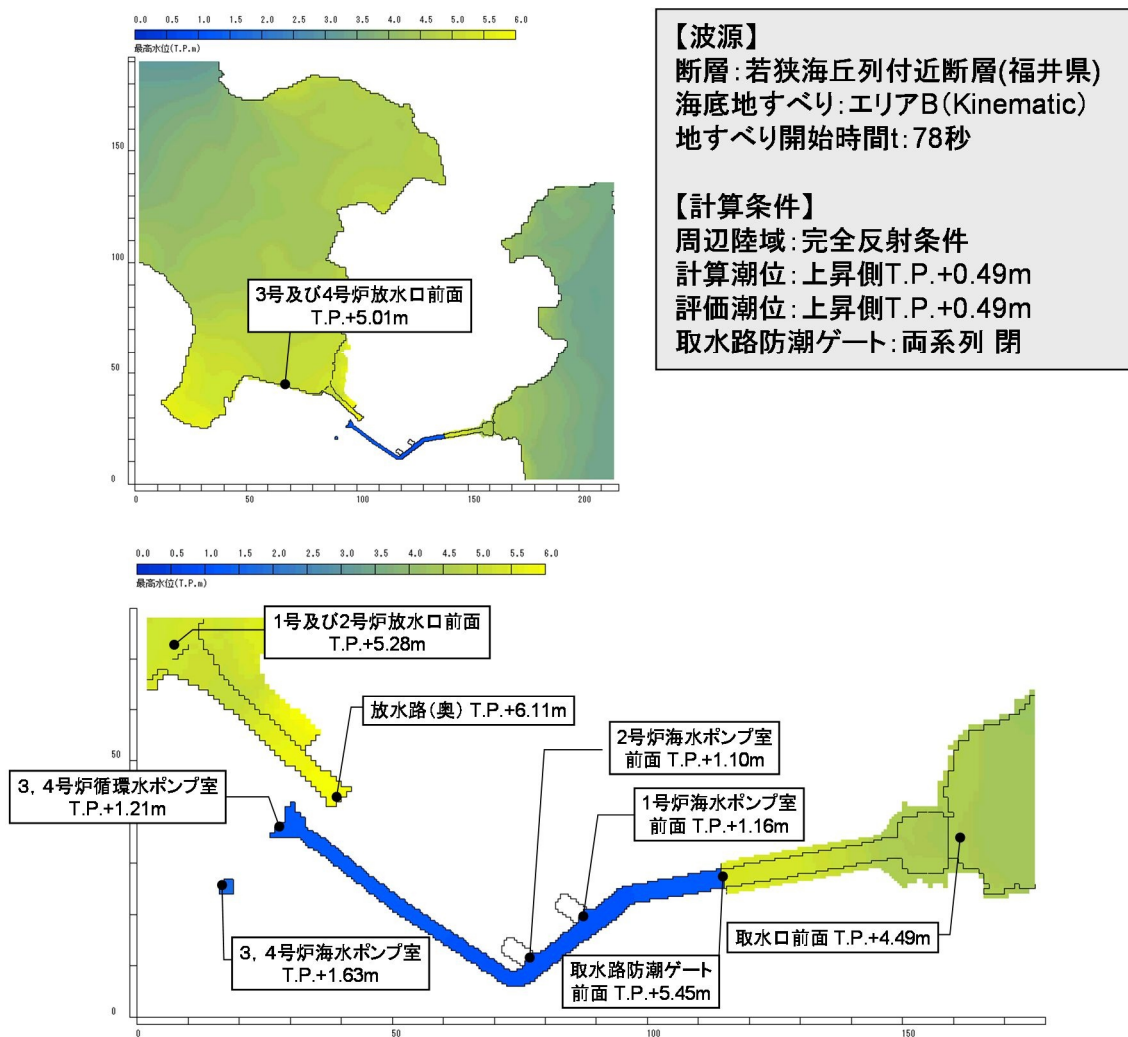 0.0 0.5 1.0 1.5 2.0 2.5 3.0 3.5 4.0 4.5 5.0 5.5 6.0
最高水位(T.P.m)
150
100
50
0
0 50 100 150 200
3号及び4号炉放水口前面
T.P.+5.01m
【波源】
断層:若狭海丘列付近断層(福井県)
海底地すべり:エリアB(Kinematic)
地すべり開始時間t:78秒
【計算条件】
周辺陸域:完全反射条件
計算潮位:上昇側T.P.+0.49m
評価潮位:上昇側T.P.+0.49m
取水路防潮ゲート:両系列 閉
0.0 0.5 1.0 1.5 2.0 2.5 3.0 3.5 4.0 4.5 5.0 5.5 6.0
最高水位(T.P.m)
1号及び2号炉放水口前面
T.P.+5.28m
放水路(奥) T.P.+6.11m
2号炉海水ポンプ室
前面 T.P.+1.10m
3, 4号炉循環水ポンプ室
T.P.+1.21m
1号炉海水ポンプ室
前面 T.P.+1.16m
3, 4号炉海水ポンプ室
T.P.+1.63m
取水路防潮ゲート
前面 T.P.+5.45m
取水口前面 T.P.+4.49m
50
0
0 50 100 150